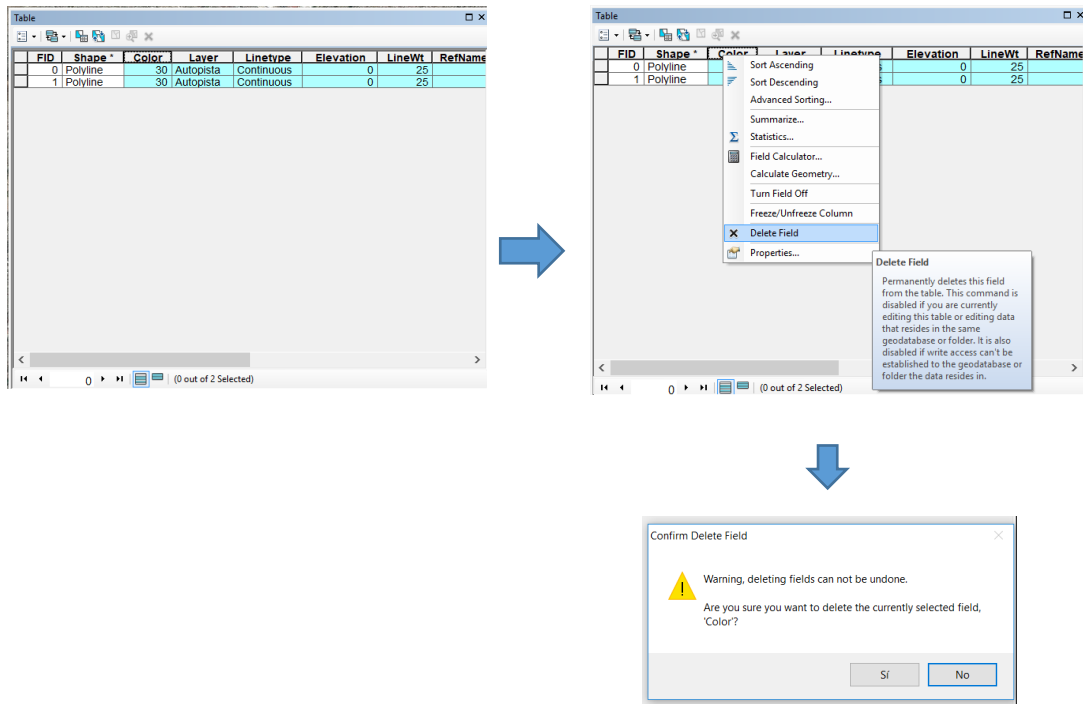 Table
FID Shape * Color Layer Linetype Elevation LineWt RefName
0 Polyline 30 Autopista Continuous 0 25
1 Polyline 30 Autopista Continuous 0 25
0 (0 out of 2 Selected)
Table
FID Shape * Color Layer Linetype Elevation LineWt RefName
0 Polyline s 0 25
1 Polyline s 0 25
Sort Ascending
Sort Descending
Advanced Sorting...
Summarize...
Σ Statistics...
Field Calculator...
Calculate Geometry...
Turn Field Off
Freeze/Unfreeze Column
Delete Field
Properties...
Delete Field
Permanently deletes this field
from the table. This command is
disabled if you are currently
editing this table or editing data
that resides in the same
geodatabase or folder. It is also
disabled if write access can't be
established to the geodatabase or
folder the data resides in.
0 (0 out of 2 Selected)
Confirm Delete Field
Warning, deleting fields can not be undone.
Are you sure you want to delete the currently selected field,
'Color'?
Sí No